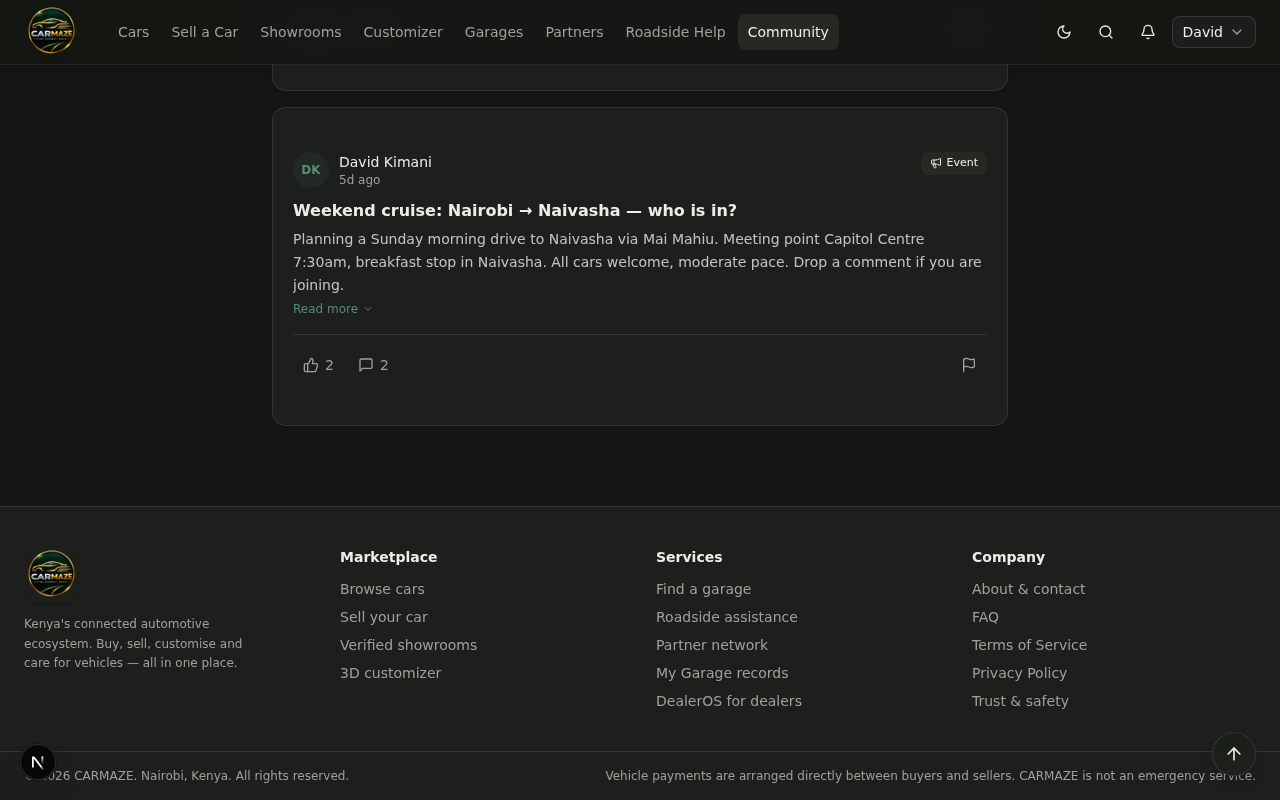 CARMAZE
Cars
Sell a Car
Showrooms
Customizer
Garages
Partners
Roadside Help
Community
David
DK
David Kimani
5d ago
Event
Weekend cruise: Nairobi → Naivasha — who is in?
Planning a Sunday morning drive to Naivasha via Mai Mahiu. Meeting point Capitol Centre
7:30am, breakfast stop in Naivasha. All cars welcome, moderate pace. Drop a comment if you are
joining.
Read more
2
2
CARMAZE
Kenya's connected automotive
ecosystem. Buy, sell, customise and
care for vehicles — all in one place.
Marketplace
Browse cars
Sell your car
Verified showrooms
3D customizer
Services
Find a garage
Roadside assistance
Partner network
My Garage records
DealerOS for dealers
Company
About & contact
FAQ
Terms of Service
Privacy Policy
Trust & safety
N
26 CARMAZE. Nairobi, Kenya. All rights reserved.
Vehicle payments are arranged directly between buyers and sellers. CARMAZE is not an emergency service.